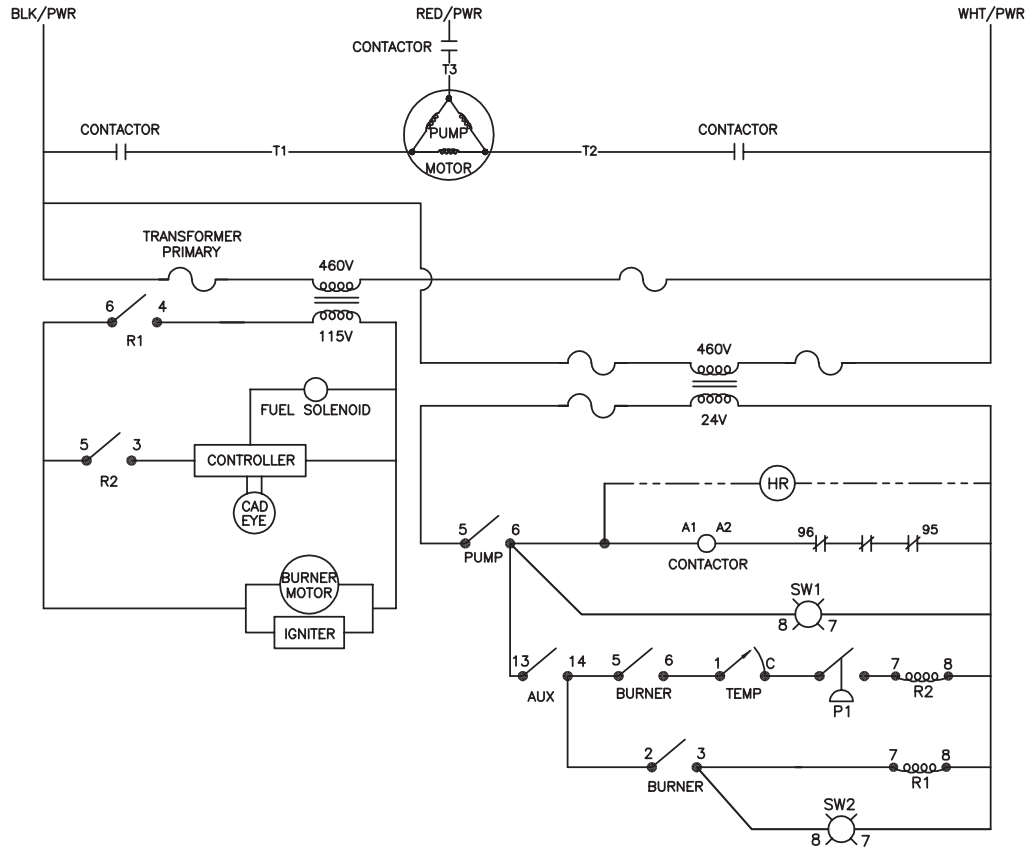 BLK/PWR
RED/PWR
WHT/PWR
CONTACTOR
T3
CONTACTOR
CONTACTOR
PUMP
T1
T2
MOTOR
TRANSFORMER
PRIMARY
460V
6
4
R1
115V
460V
24V
FUEL SOLENOID
5
3
R2
CONTROLLER
CAD
EYE
HR
5
6
PUMP
A1
A2
CONTACTOR
96
95
BURNER
MOTOR
IGNITER
SW1
8
7
13
14
AUX
5
6
BURNER
1
C
TEMP
P1
7
8
R2
2
3
BURNER
7
8
R1
SW2
8
7